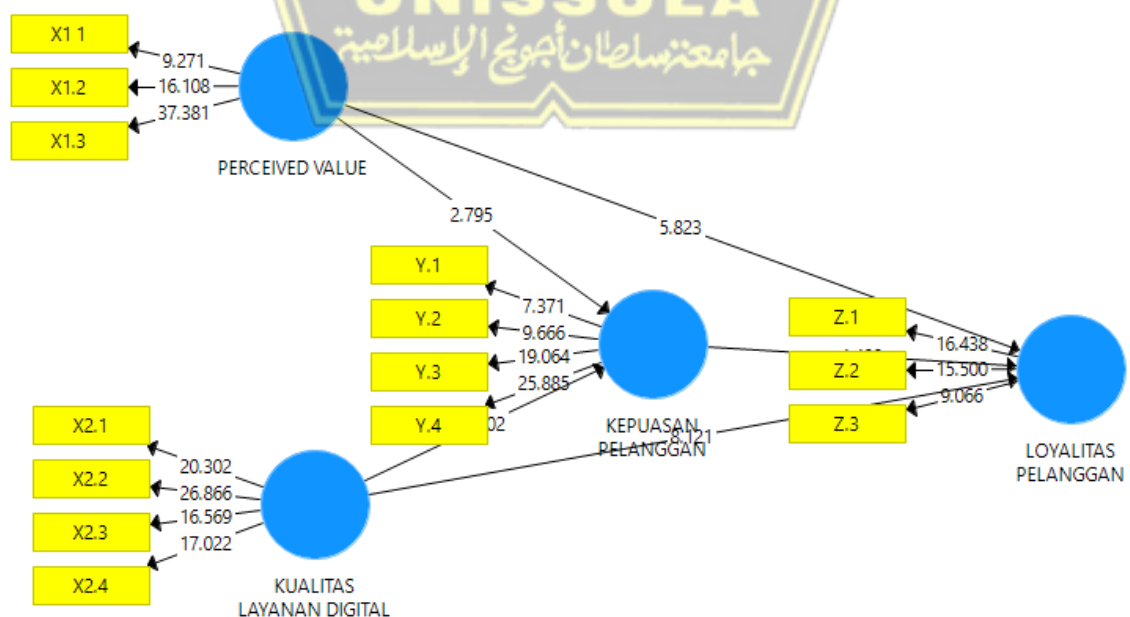 UNISSULA
جامعتنسلطان أجونج الإسلامية
X1 1
X1.2
X1.3
9.271
16.108
37.381
PERCEIVED VALUE
2.795
5.823
Y.1
Y.2
Y.3
Y.4
7.371
9.666
19.064
25.885
KEPUASAN
PELANGGAN
8.121
Z.1
Z.2
Z.3
16.438
15.500
9.066
LOYALITAS
PELANGGAN
X2.1
X2.2
X2.3
X2.4
20.302
26.866
16.569
17.022
KUALITAS
LAYANAN DIGITAL